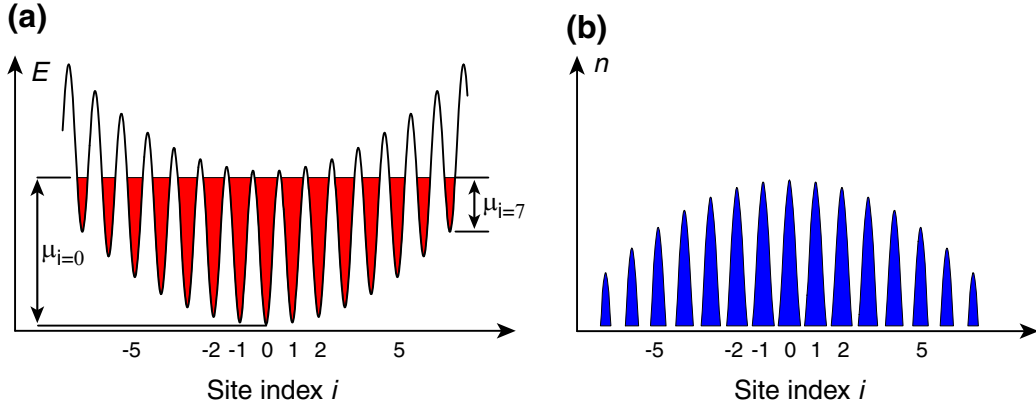 (a)
E
μi=0
μi=7
-5 -2 -1 0 1 2 5
Site index i
(b)
n
-5 -2 -1 0 1 2 5
Site index i